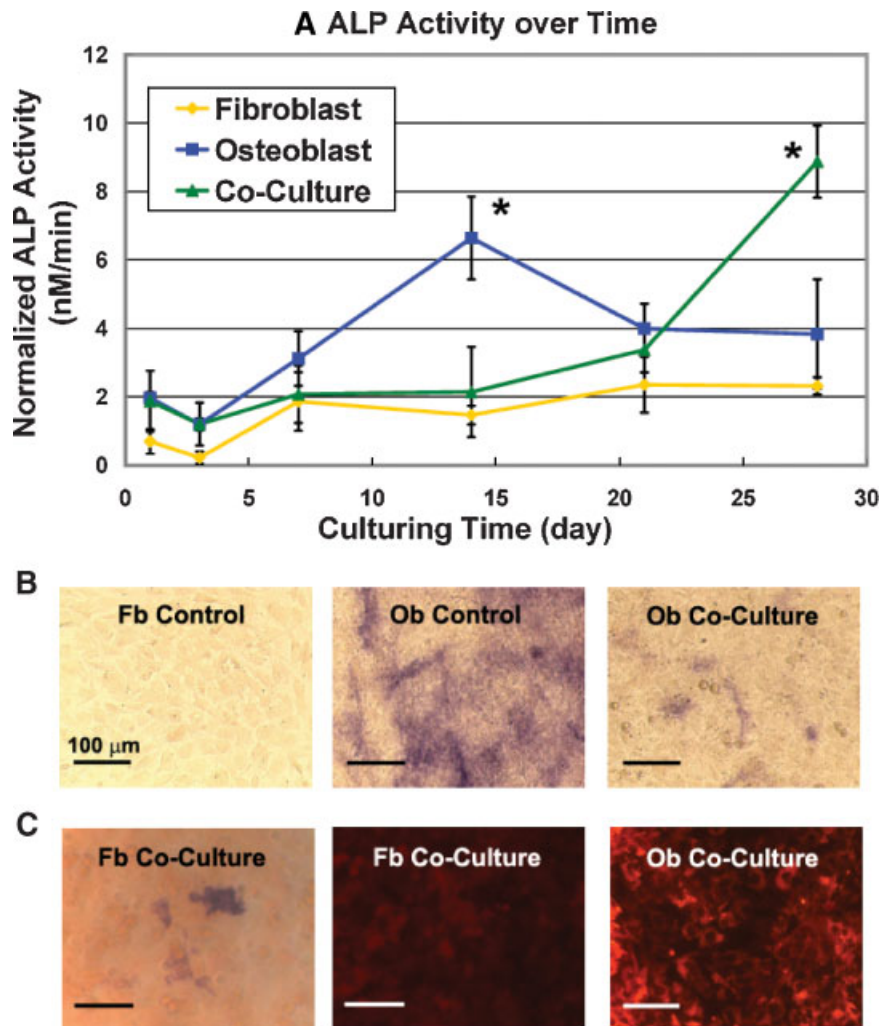 A ALP Activity over Time
Normalized ALP Activity
(nM/min)
12
10
8
6
4
2
0
Fibroblast
Osteoblast
Co-Culture
*
*
0
5
10
15
20
25
30
Culturing Time (day)
B
Fb Control
Ob Control
Ob Co-Culture
100 µm
C
Fb Co-Culture
Fb Co-Culture
Ob Co-Culture